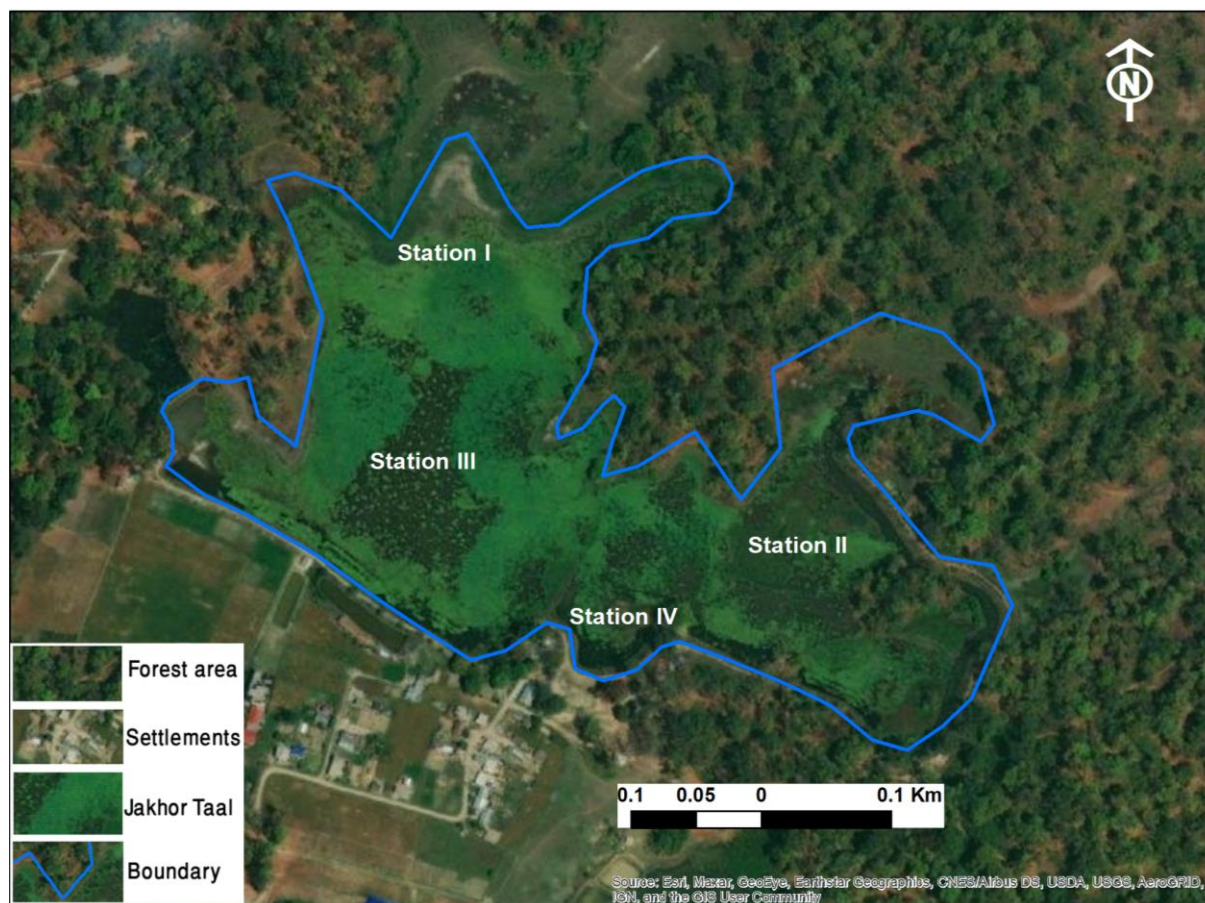 N
Station I
Station III
Station II
Station IV
Forest area
Settlements
Jakhor Taal
Boundary
0.1 0.05 0 0.1 Km
Source: Esri, Maxar, GeoEye, Earthstar Geographics, CNES/Airbus DS, USDA, USGS, AeroGRID,
IGN, and the GIS User Community